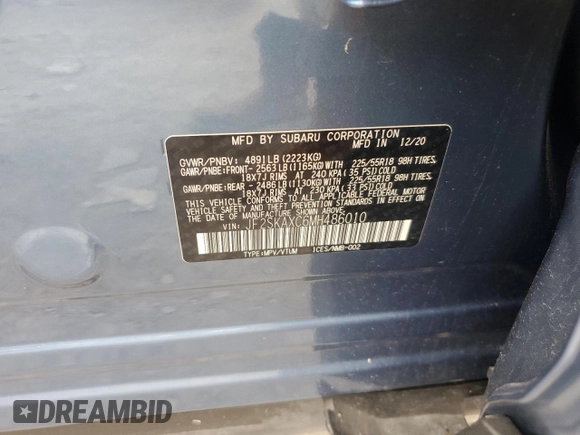 MFD BY SUBARU CORPORATION
MFD IN 12/20
GVWR/PNBV: 4891LB(2223KG)
GAWR/PNBE:FRONT- 2563LB(1165KG)WITH 225/55R18 98H TIRES,
18X7J RIMS AT 240 KPA(35 PSI)COLD
GAWR/PNBE:REAR - 2486LB(1130KG)WITH 225/55R18 98H TIRES,
18X7J RIMS AT 230 KPA(33 PSI)COLD
THIS VEHICLE CONFORMS TO ALL APPLICABLE FEDERAL MOTOR
VEHICLE SAFETY, BUMPER, AND THEFT PREVENTION STANDARDS
IN EFFECT ON THE DATE OF MANUFACTURE SHOWN ABOVE.
VIN: JF2SKAXC6MH486010
TYPE:MPV/VTUM ICES/NMB-002
DREAMBID